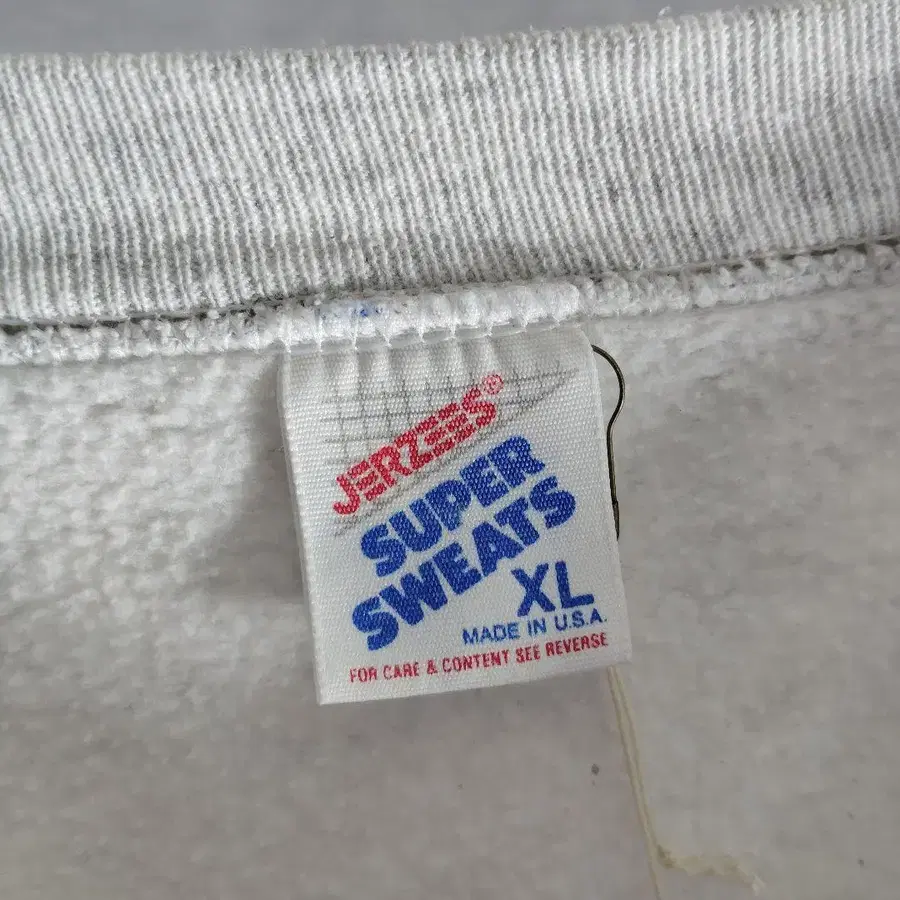 JERZEES®
SUPER
SWEATS
XL
MADE IN U.S.A.
FOR CARE & CONTENT SEE REVERSE